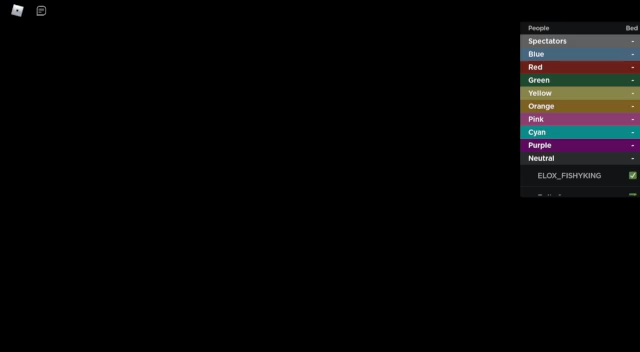 People Bed
Spectators -
Blue -
Red -
Green -
Yellow -
Orange -
Pink -
Cyan -
Purple -
Neutral -
ELOX_FISHYKING